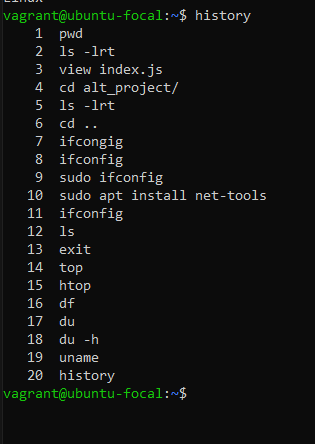 Linux
vagrant@ubuntu-focal:~$ history
1 pwd
2 ls -lrt
3 view index.js
4 cd alt_project/
5 ls -lrt
6 cd ..
7 ifcongig
8 ifconfig
9 sudo ifconfig
10 sudo apt install net-tools
11 ifconfig
12 ls
13 exit
14 top
15 htop
16 df
17 du
18 du -h
19 uname
20 history
vagrant@ubuntu-focal:~$